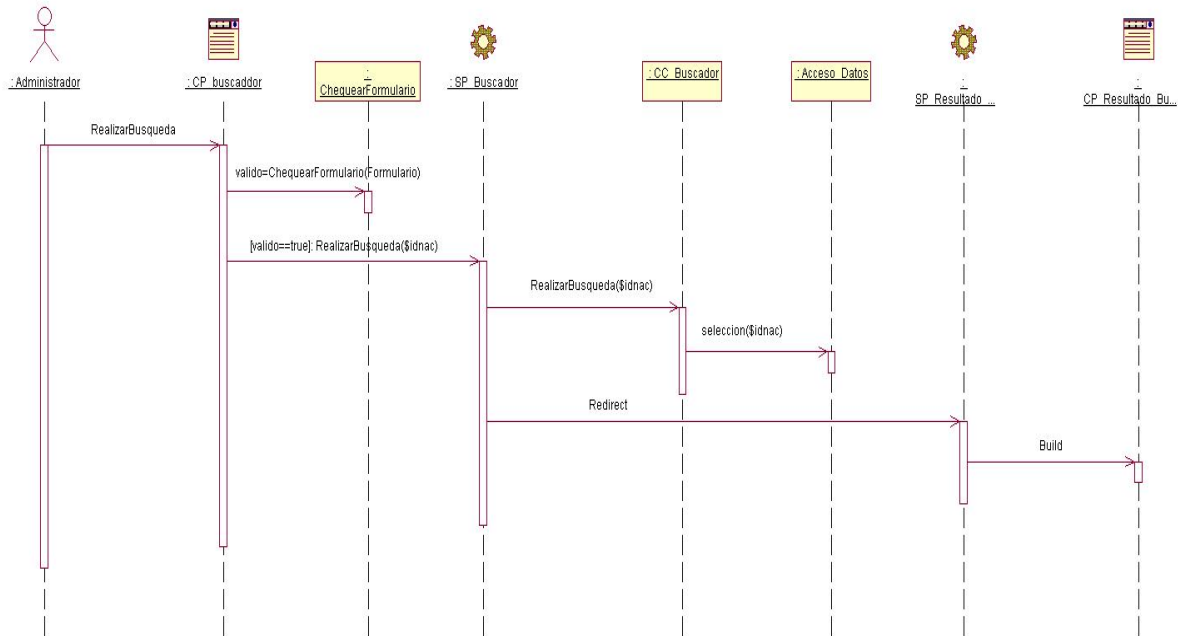 : Administrador
: CP_buscaddor
:
ChequearFormulario
: SP_Buscador
: CC_Buscador
: Acceso_Datos
:
SP_Resultado_...
:
CP_Resultado_Bu...
RealizarBusqueda
valido=ChequearFormulario(Formulario)
[valido==true]: RealizarBusqueda($idnac)
RealizarBusqueda($idnac)
seleccion($idnac)
Redirect
Build